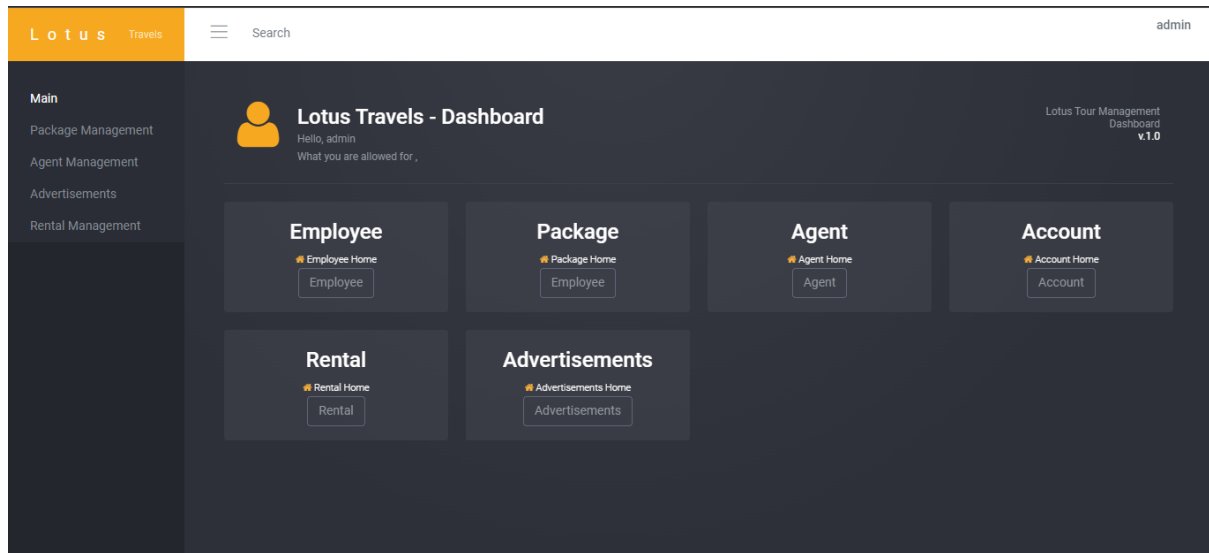 Lotus Travels
Search
admin
Main
Package Management
Agent Management
Advertisements
Rental Management
Lotus Travels - Dashboard
Hello, admin
What you are allowed for ,
Lotus Tour Management
Dashboard
v.1.0
Employee
Employee Home
Employee
Package
Package Home
Employee
Agent
Agent Home
Agent
Account
Account Home
Account
Rental
Rental Home
Rental
Advertisements
Advertisements Home
Advertisements